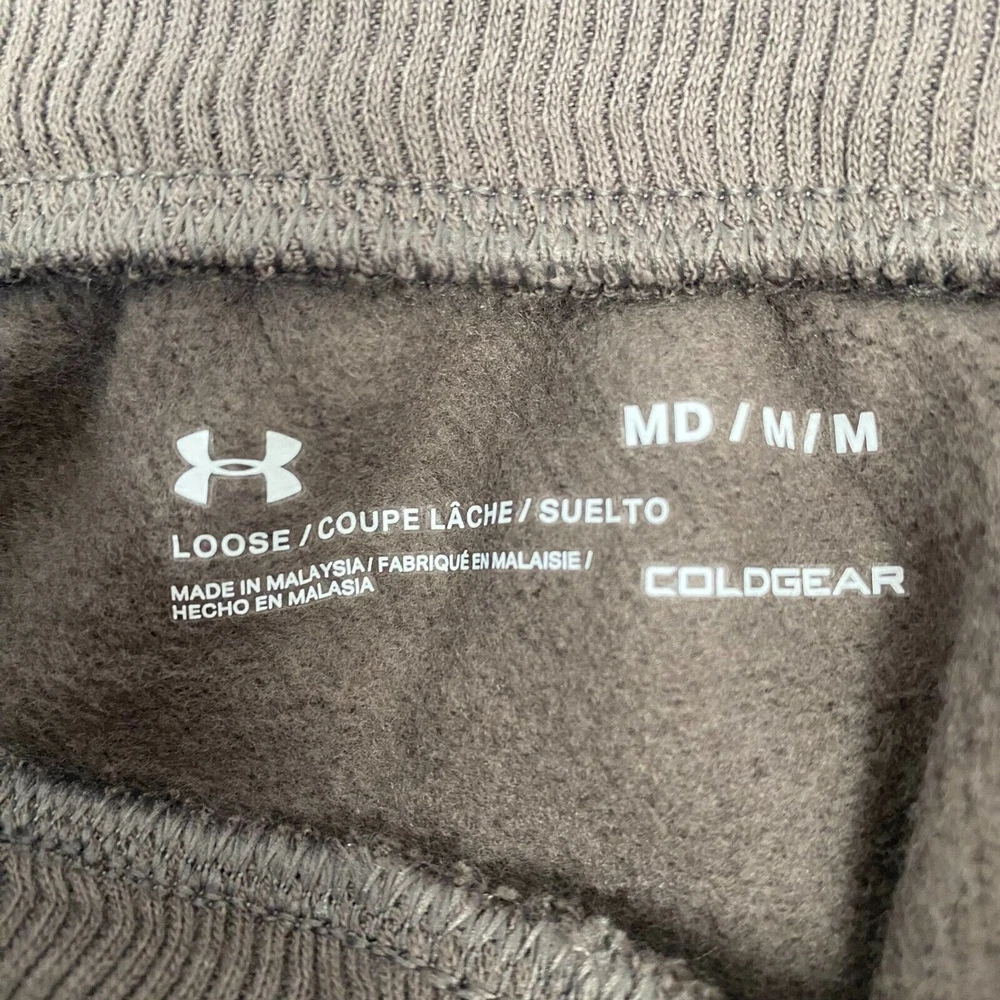 MD / M / M
LOOSE / COUPE LÂCHE / SUELTO
MADE IN MALAYSIA / FABRIQUÉ EN MALAISIE /
HECHO EN MALASIA
COLDGEAR